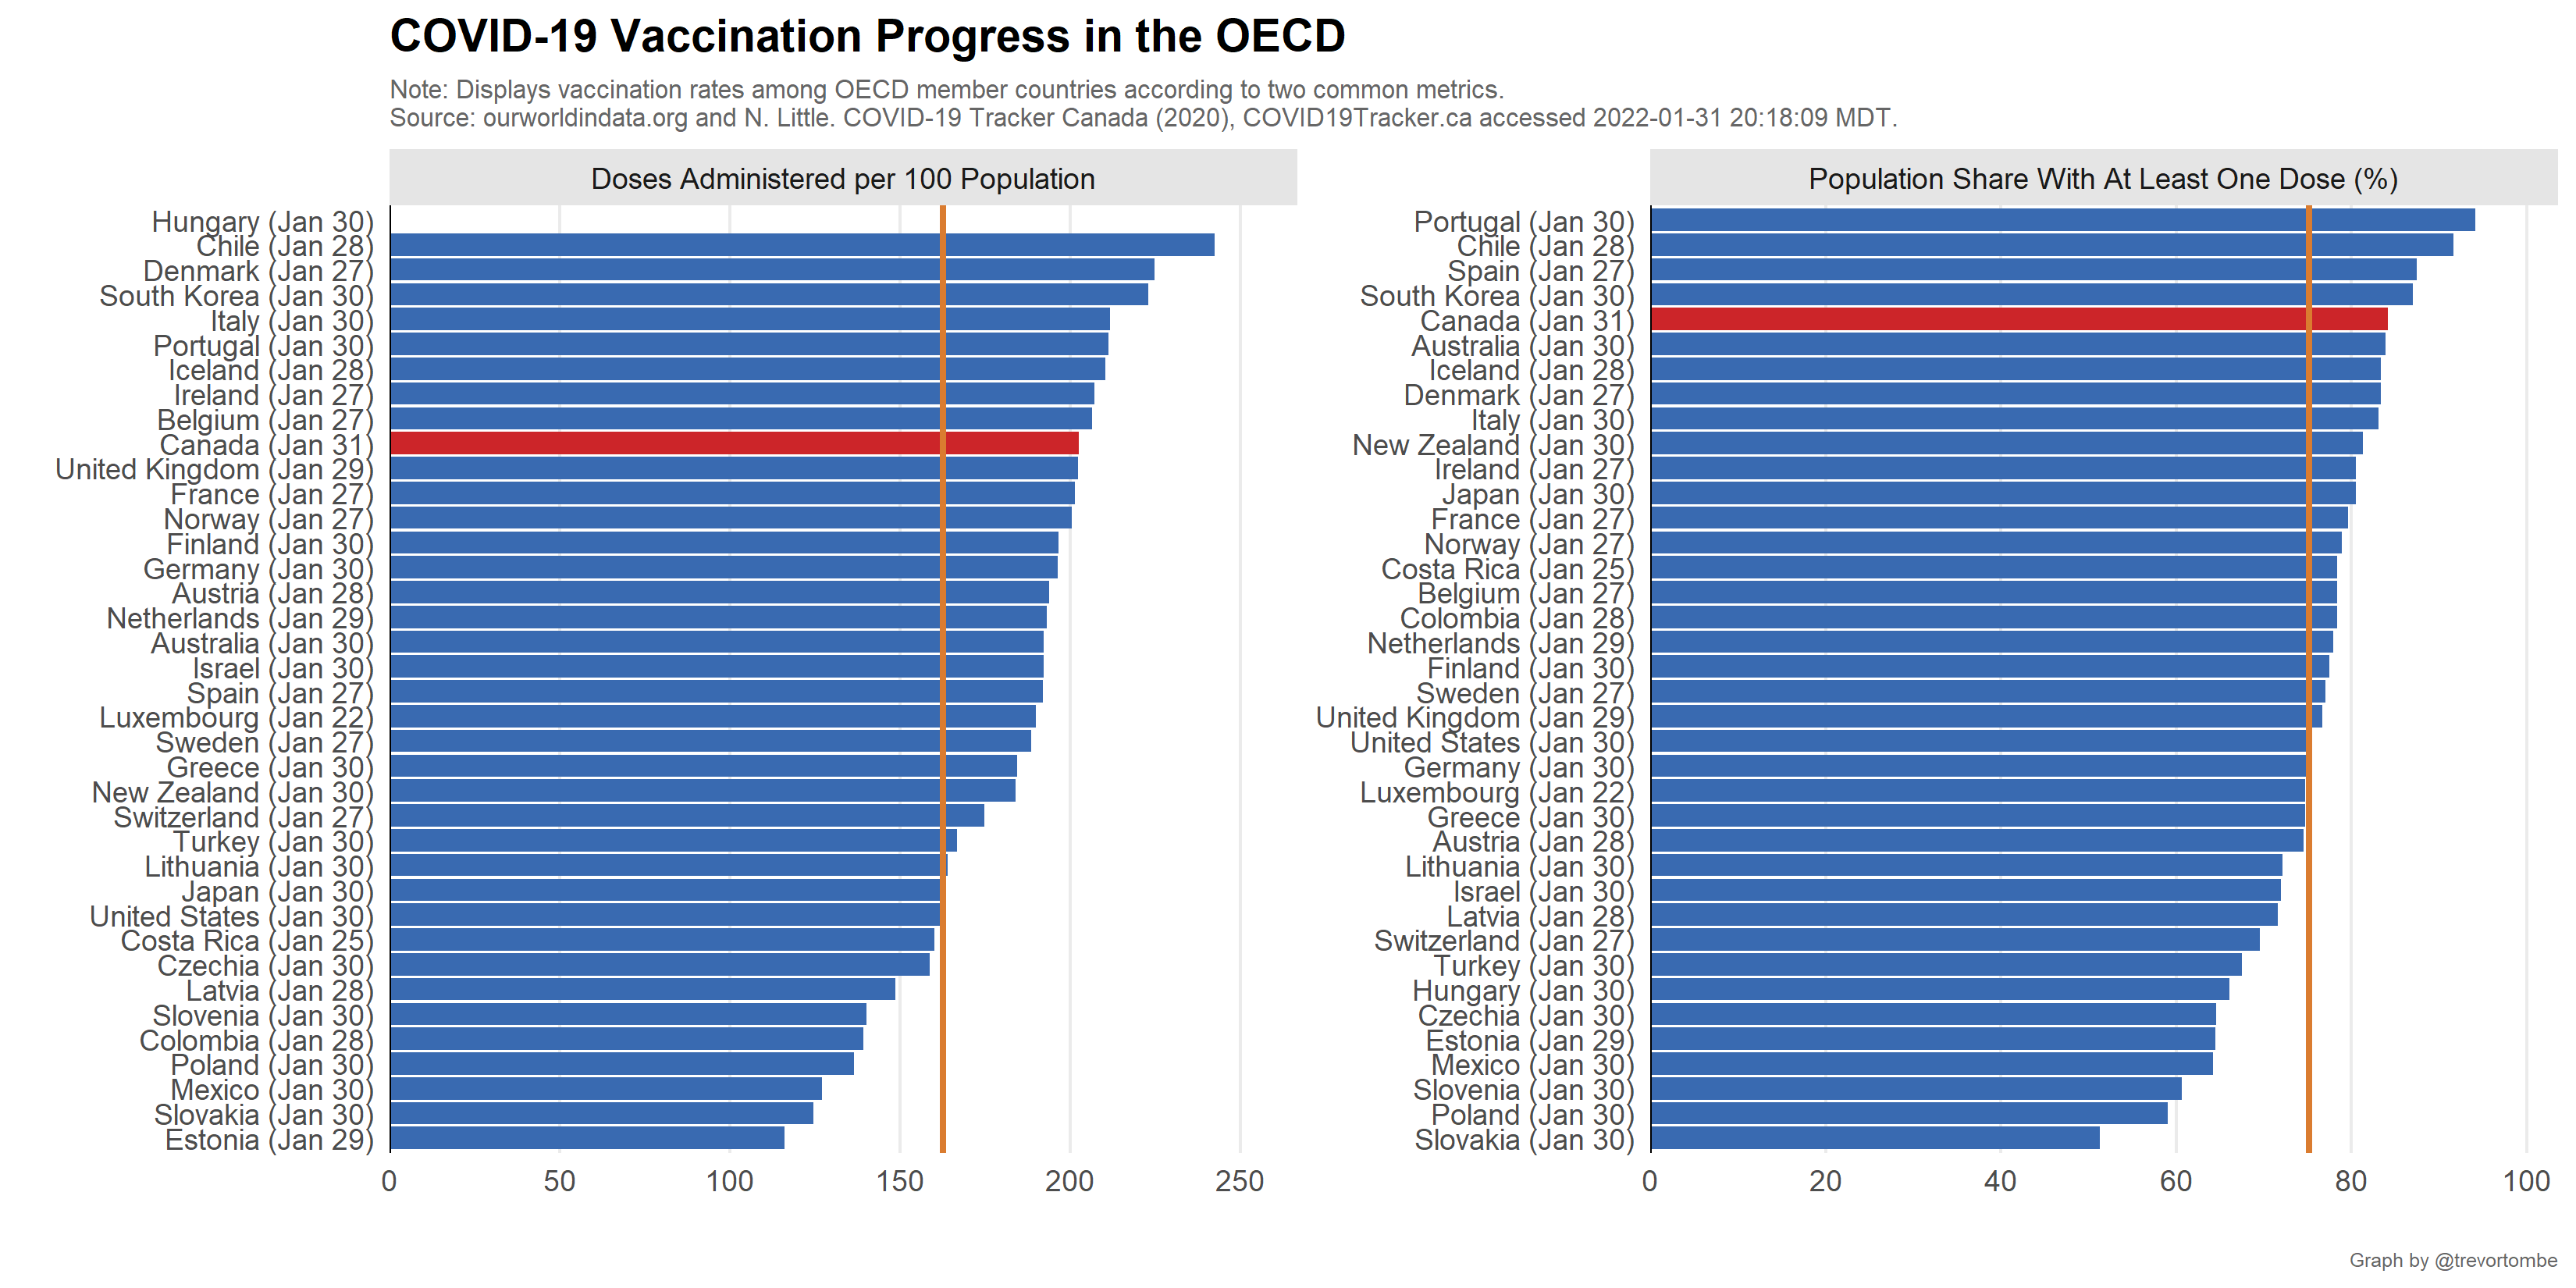 COVID-19 Vaccination Progress in the OECD
Note: Displays vaccination rates among OECD member countries according to two common metrics.
Source: ourworldindata.org and N. Little. COVID-19 Tracker Canada (2020), COVID19Tracker.ca accessed 2022-01-31 20:18:09 MDT.
Doses Administered per 100 Population
Hungary (Jan 30)
Chile (Jan 28)
Denmark (Jan 27)
South Korea (Jan 30)
Italy (Jan 30)
Portugal (Jan 30)
Iceland (Jan 28)
Ireland (Jan 27)
Belgium (Jan 27)
Canada (Jan 31)
United Kingdom (Jan 29)
France (Jan 27)
Norway (Jan 27)
Finland (Jan 30)
Germany (Jan 30)
Austria (Jan 28)
Netherlands (Jan 29)
Australia (Jan 30)
Israel (Jan 30)
Spain (Jan 27)
Luxembourg (Jan 22)
Sweden (Jan 27)
Greece (Jan 30)
New Zealand (Jan 30)
Switzerland (Jan 27)
Turkey (Jan 30)
Lithuania (Jan 30)
Japan (Jan 30)
United States (Jan 30)
Costa Rica (Jan 25)
Czechia (Jan 30)
Latvia (Jan 28)
Slovenia (Jan 30)
Colombia (Jan 28)
Poland (Jan 30)
Mexico (Jan 30)
Slovakia (Jan 30)
Estonia (Jan 29)
0 50 100 150 200 250
Population Share With At Least One Dose (%)
Portugal (Jan 30)
Chile (Jan 28)
Spain (Jan 27)
South Korea (Jan 30)
Canada (Jan 31)
Australia (Jan 30)
Iceland (Jan 28)
Denmark (Jan 27)
Italy (Jan 30)
New Zealand (Jan 30)
Ireland (Jan 27)
Japan (Jan 30)
France (Jan 27)
Norway (Jan 27)
Costa Rica (Jan 25)
Belgium (Jan 27)
Colombia (Jan 28)
Netherlands (Jan 29)
Finland (Jan 30)
Sweden (Jan 27)
United Kingdom (Jan 29)
United States (Jan 30)
Germany (Jan 30)
Luxembourg (Jan 22)
Greece (Jan 30)
Austria (Jan 28)
Lithuania (Jan 30)
Israel (Jan 30)
Latvia (Jan 28)
Switzerland (Jan 27)
Turkey (Jan 30)
Hungary (Jan 30)
Czechia (Jan 30)
Estonia (Jan 29)
Mexico (Jan 30)
Slovenia (Jan 30)
Poland (Jan 30)
Slovakia (Jan 30)
0 20 40 60 80 100
Graph by @trevortombe